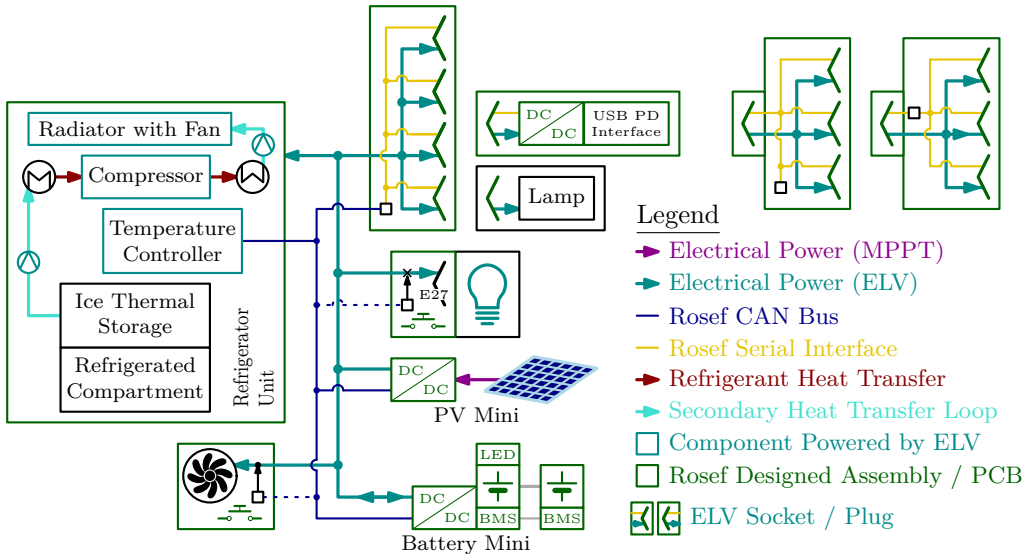 Radiator with Fan
Compressor
Temperature
Controller
Ice Thermal
Storage
Refrigerated
Compartment
Refrigerator
Unit
DC
DC
USB PD
Interface
Lamp
E27
DC
DC
PV Mini
LED
DC
DC
BMS
BMS
Battery Mini
Legend
Electrical Power (MPPT)
Electrical Power (ELV)
Rosef CAN Bus
Rosef Serial Interface
Refrigerant Heat Transfer
Secondary Heat Transfer Loop
Component Powered by ELV
Rosef Designed Assembly / PCB
ELV Socket / Plug